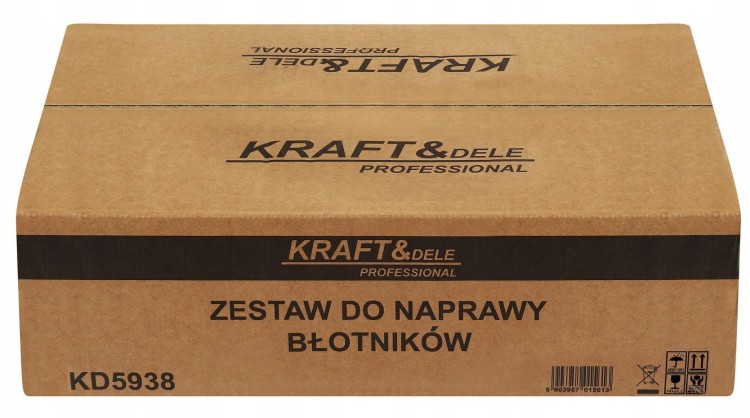 KRAFT&DELE
PROFESSIONAL
KRAFT&DELE
PROFESSIONAL
KRAFT&DELE
PROFESSIONAL
ZESTAW DO NAPRAWY
BŁOTNIKÓW
KD5938